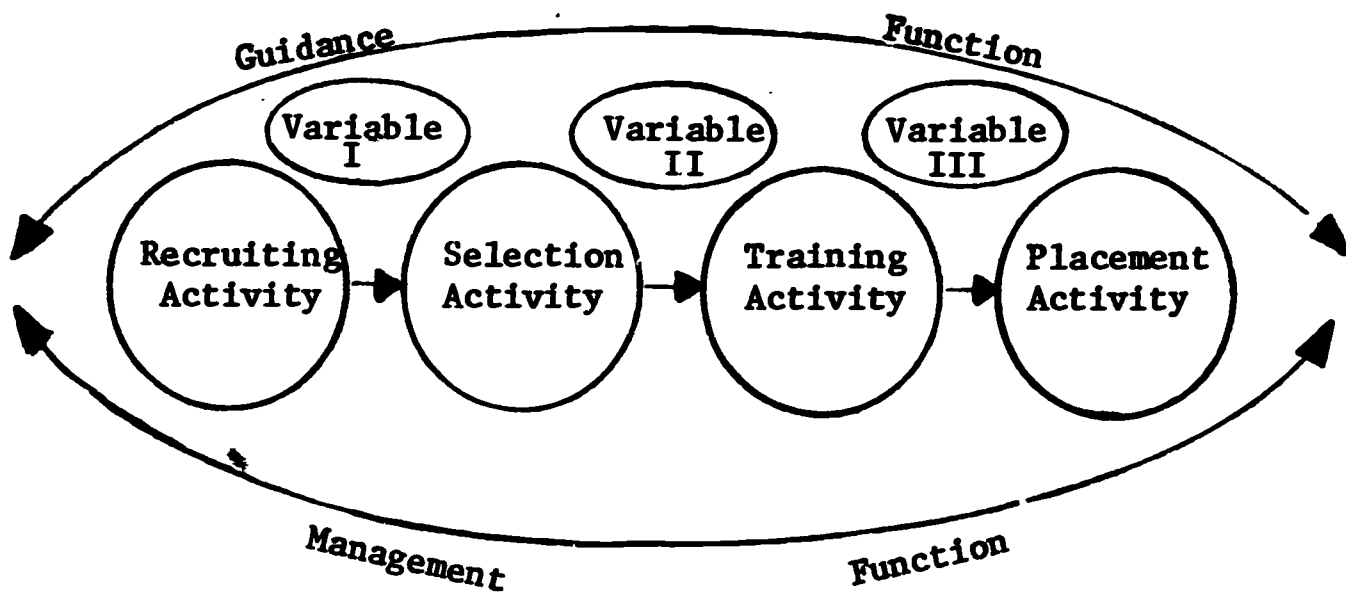 Guidance Function
Variable
I
Variable
II
Variable
III
Recruiting
Activity
Selection
Activity
Training
Activity
Placement
Activity
Management Function